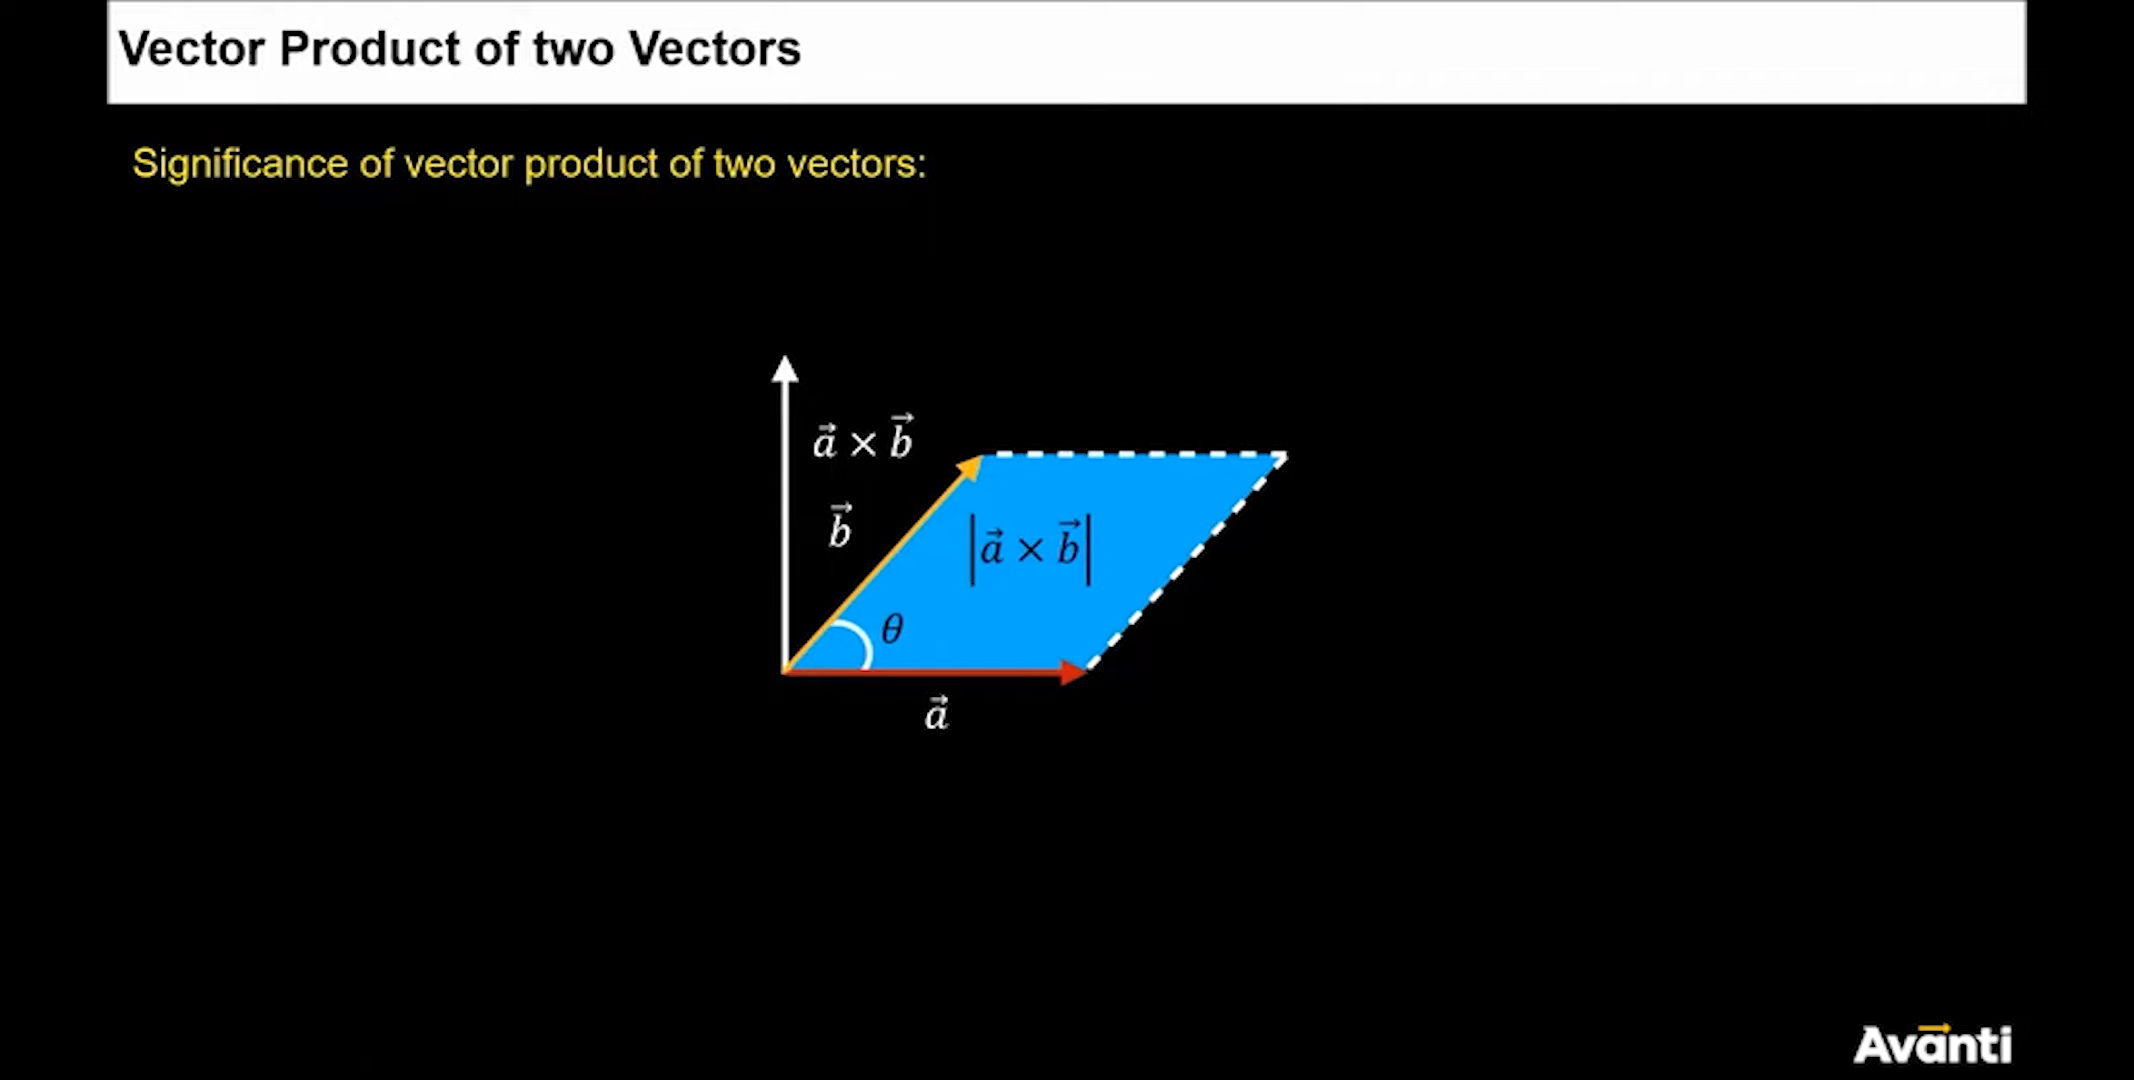 Vector Product of two Vectors
Significance of vector product of two vectors:
a⃗ × b⃗
b⃗
|a⃗ × b⃗|
θ
a⃗
Avanti